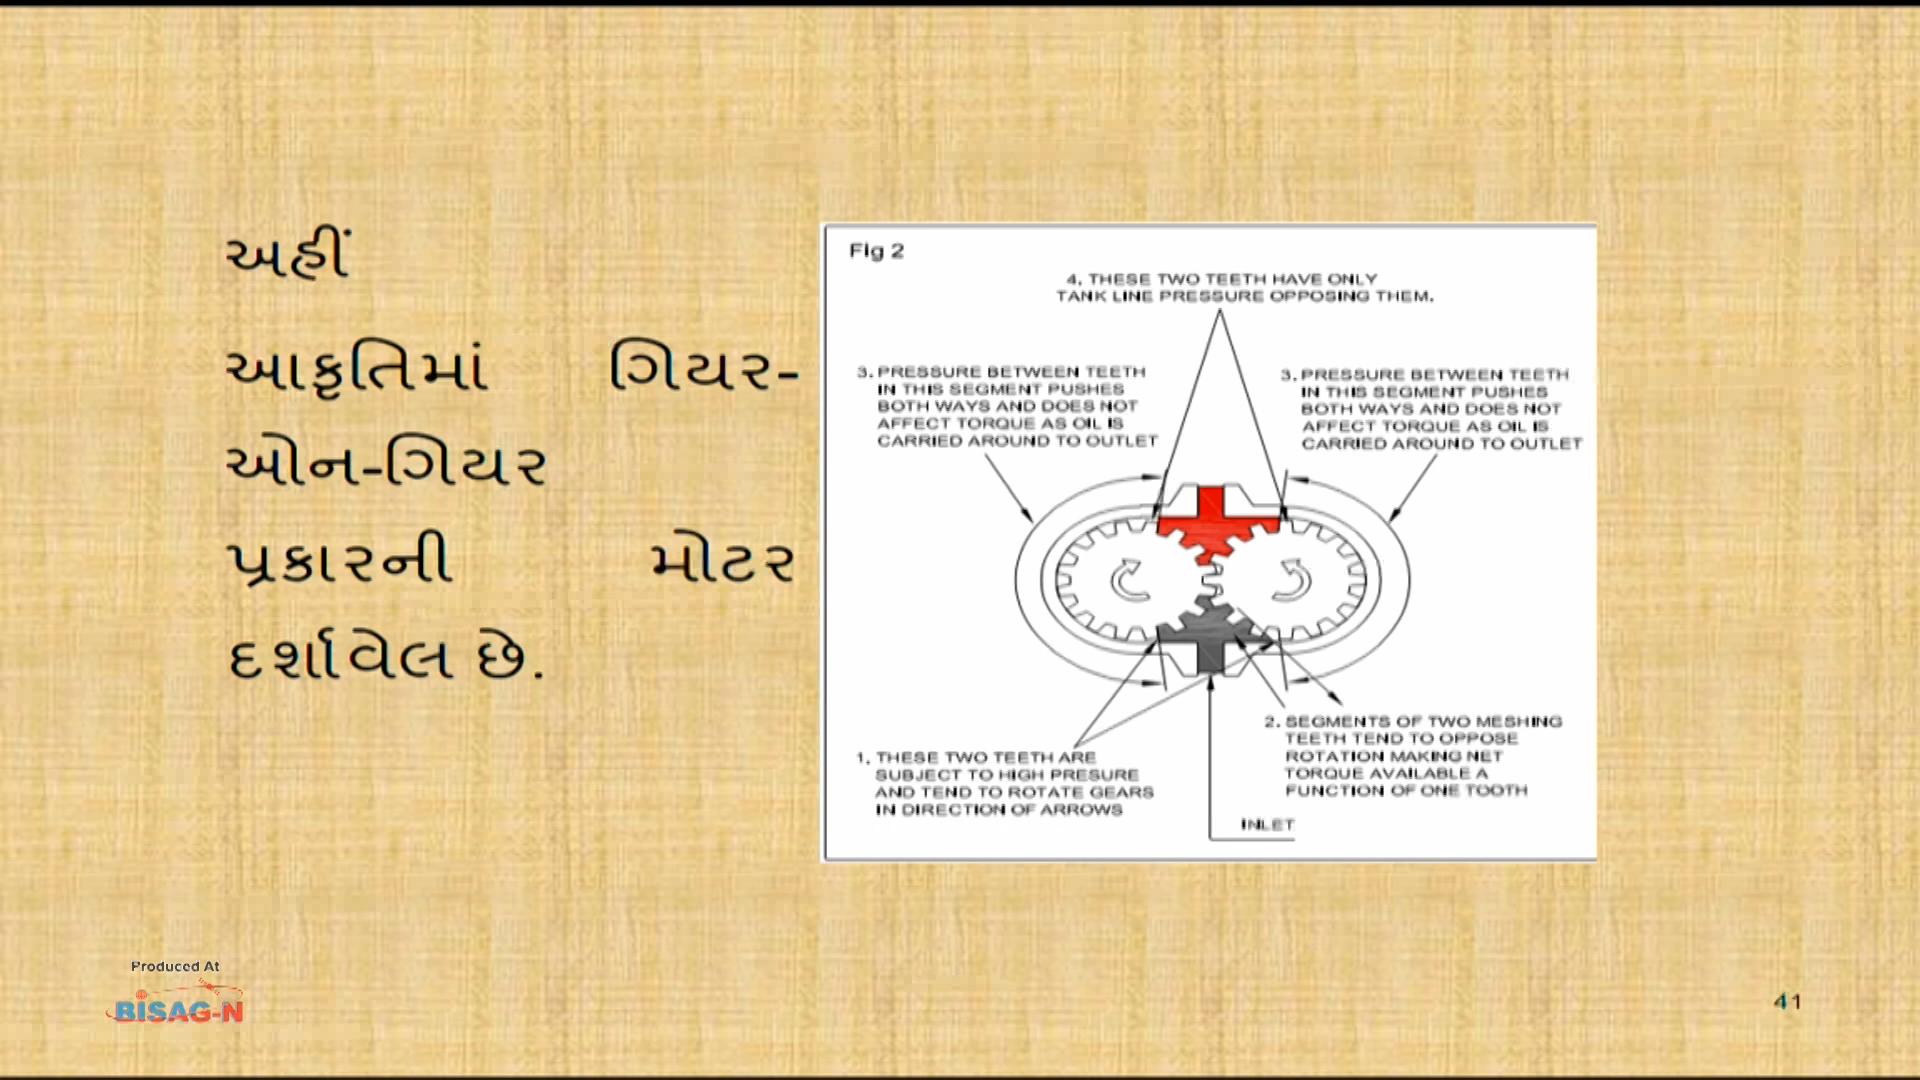 અહીં
આકૃતિમાં ગિયર-
ઓન-ગિયર
પ્રકારની મોટર
દર્શાવેલ છે.
Fig 2
4. THESE TWO TEETH HAVE ONLY
TANK LINE PRESSURE OPPOSING THEM.
3. PRESSURE BETWEEN TEETH
IN THIS SEGMENT PUSHES
BOTH WAYS AND DOES NOT
AFFECT TORQUE AS OIL IS
CARRIED AROUND TO OUTLET
3. PRESSURE BETWEEN TEETH
IN THIS SEGMENT PUSHES
BOTH WAYS AND DOES NOT
AFFECT TORQUE AS OIL IS
CARRIED AROUND TO OUTLET
1. THESE TWO TEETH ARE
SUBJECT TO HIGH PRESURE
AND TEND TO ROTATE GEARS
IN DIRECTION OF ARROWS
2. SEGMENTS OF TWO MESHING
TEETH TEND TO OPPOSE
ROTATION MAKING NET
TORQUE AVAILABLE A
FUNCTION OF ONE TOOTH
INLET
Produced At
BISAG-N
41